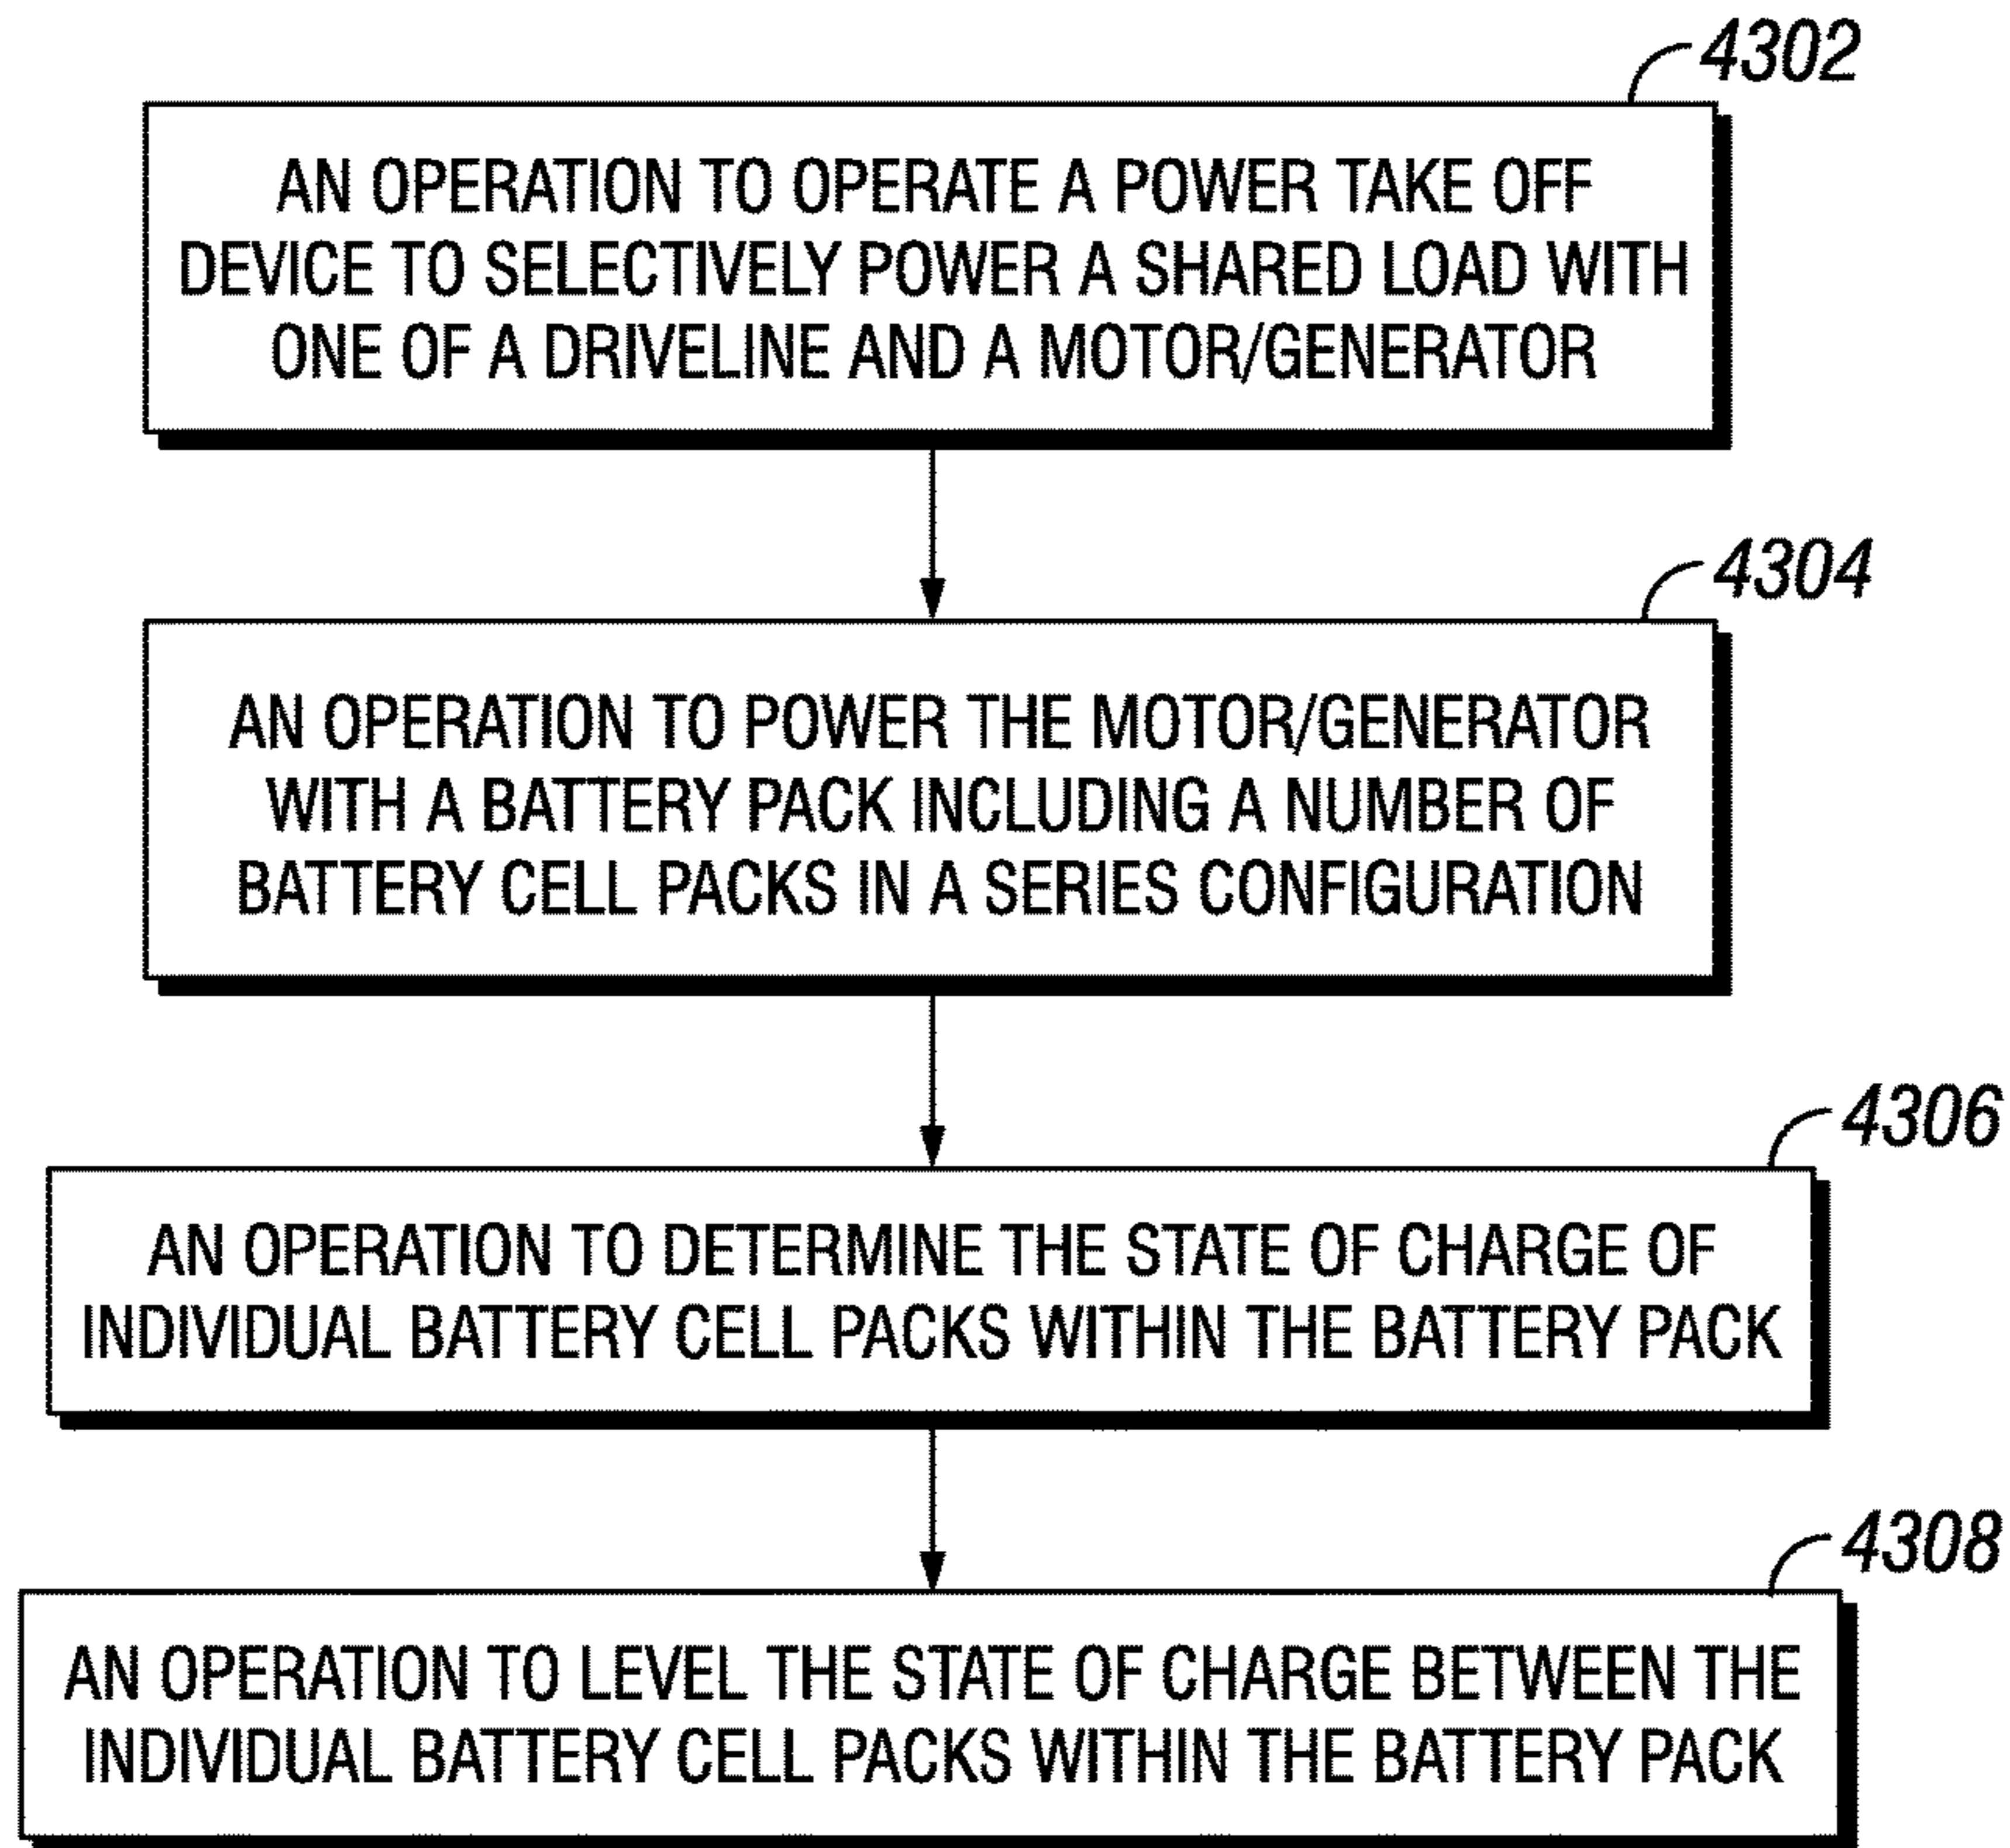 4302
AN OPERATION TO OPERATE A POWER TAKE OFF
DEVICE TO SELECTIVELY POWER A SHARED LOAD WITH
ONE OF A DRIVELINE AND A MOTOR/GENERATOR
4304
AN OPERATION TO POWER THE MOTOR/GENERATOR
WITH A BATTERY PACK INCLUDING A NUMBER OF
BATTERY CELL PACKS IN A SERIES CONFIGURATION
4306
AN OPERATION TO DETERMINE THE STATE OF CHARGE OF
INDIVIDUAL BATTERY CELL PACKS WITHIN THE BATTERY PACK
4308
AN OPERATION TO LEVEL THE STATE OF CHARGE BETWEEN THE
INDIVIDUAL BATTERY CELL PACKS WITHIN THE BATTERY PACK